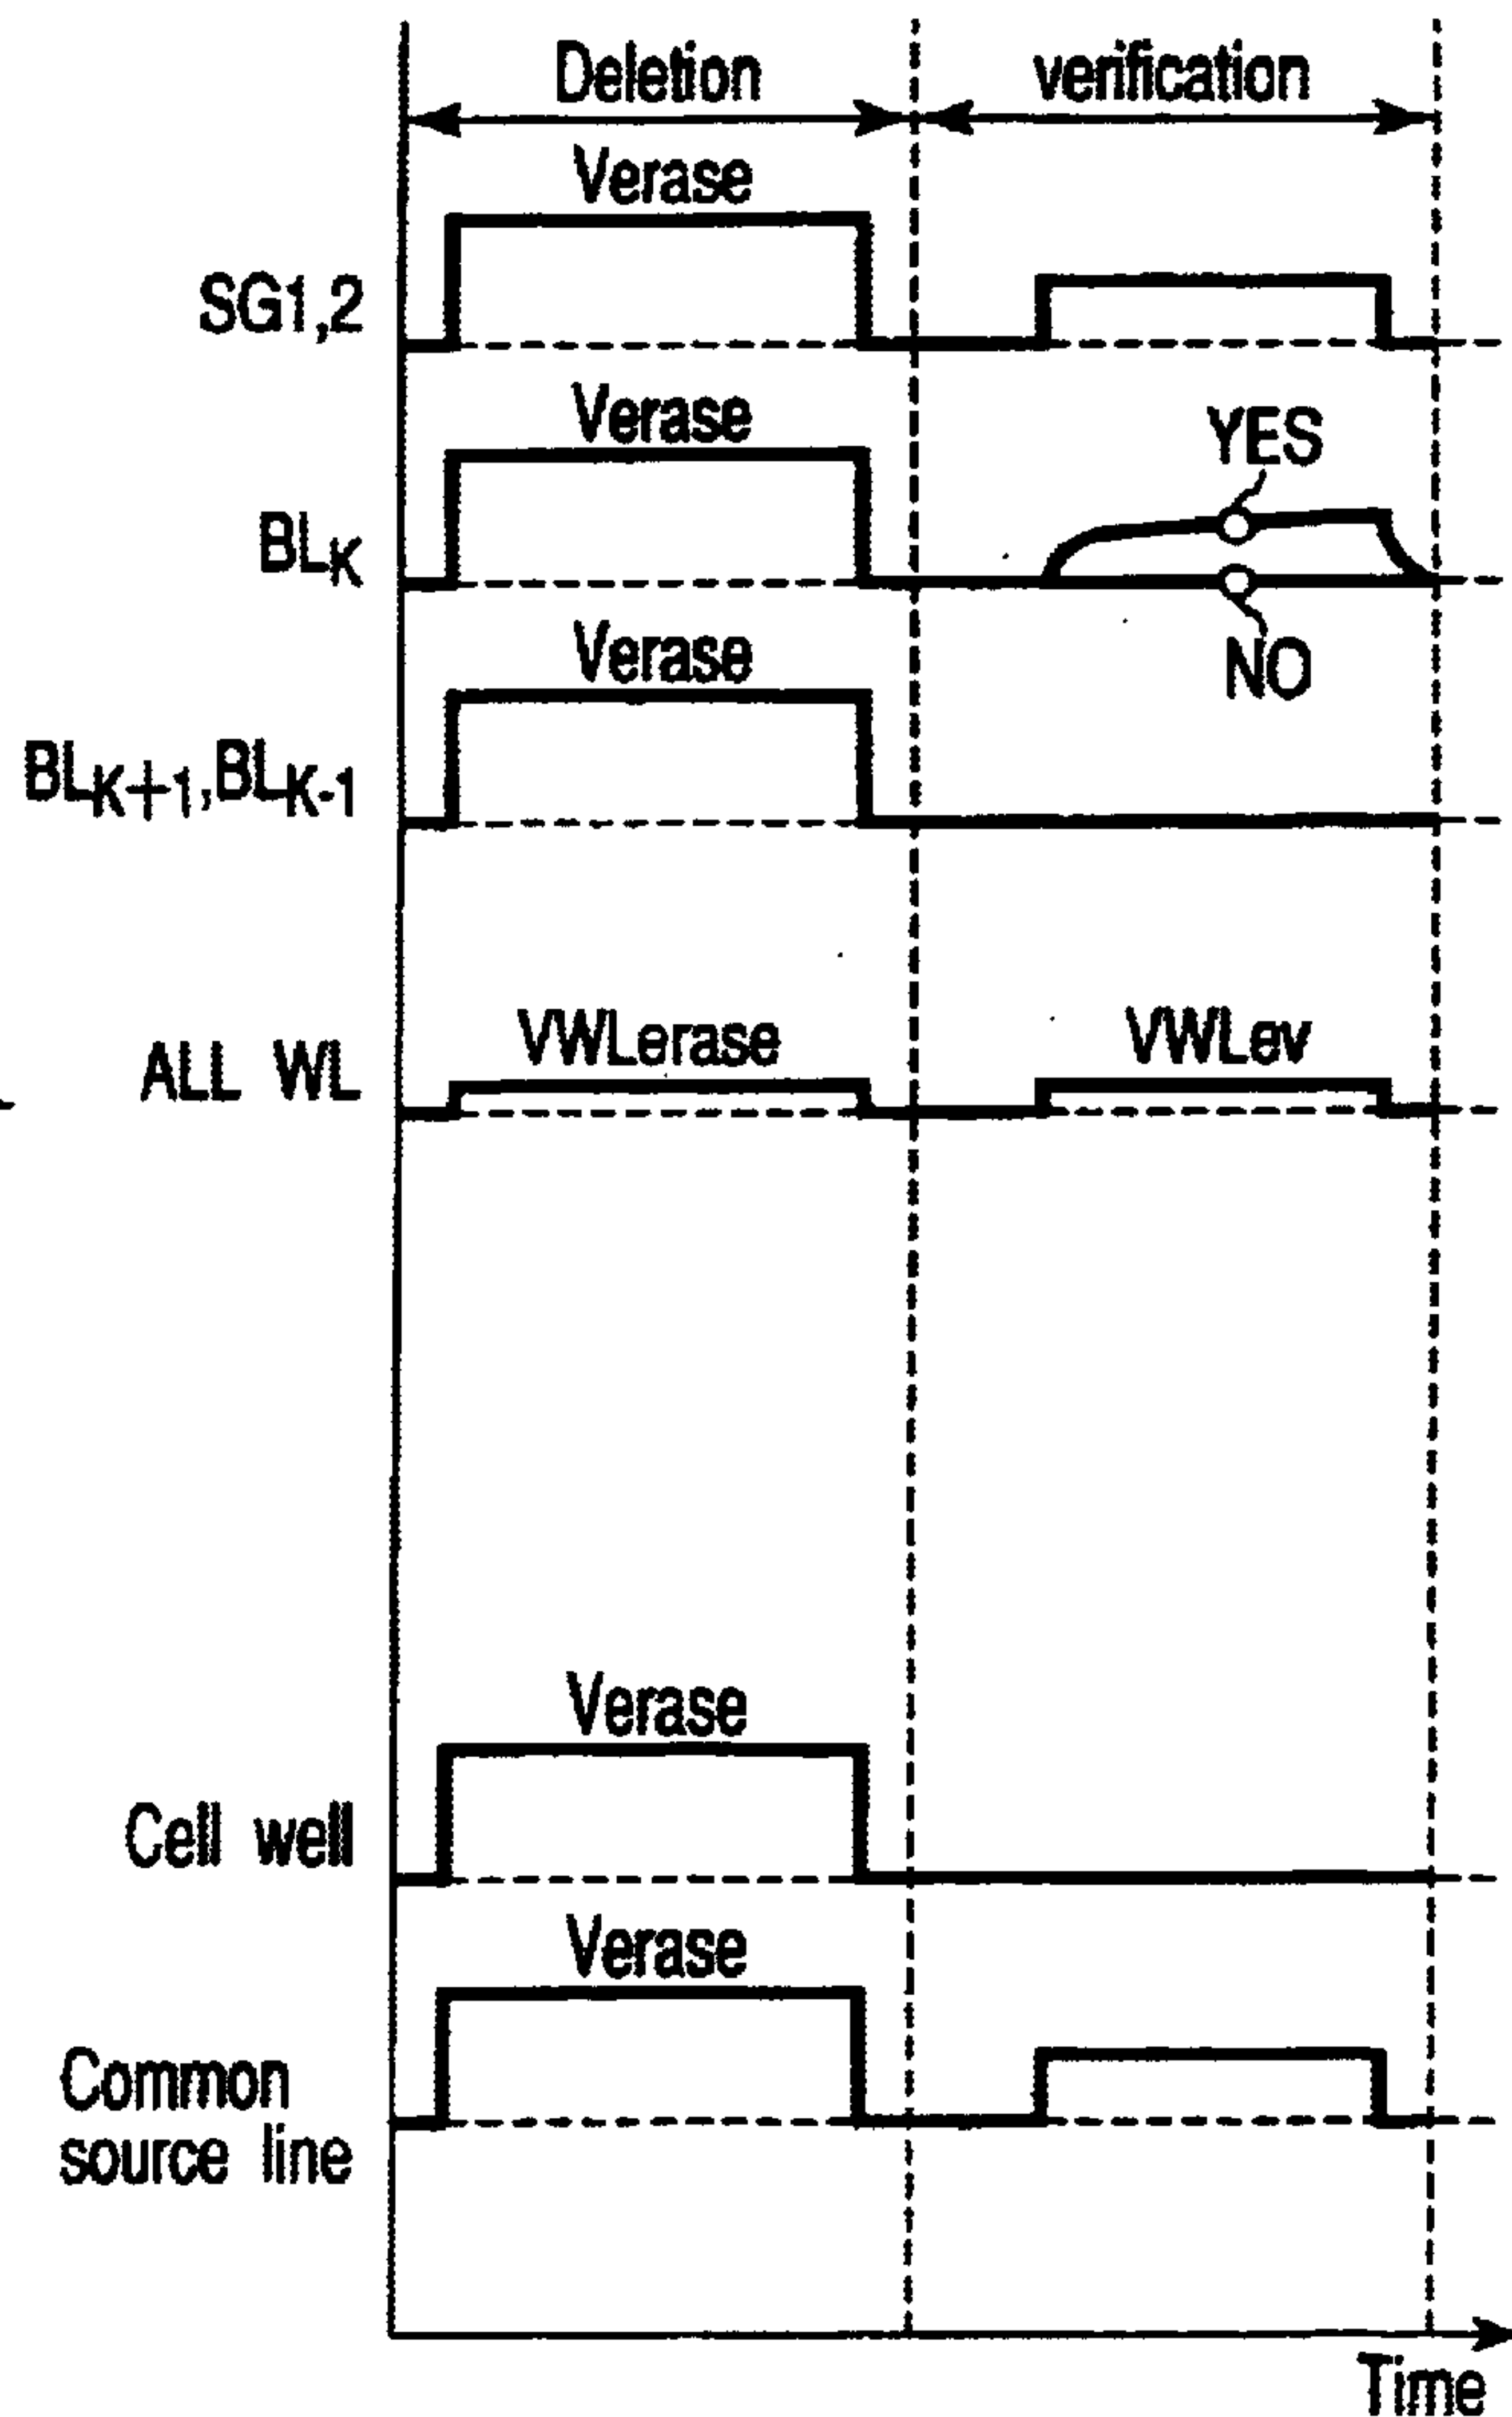 Deletion verification
Verase
SG1,2
Verase
YES
BLK
NO
Verase
BLK+1,BLK-1
VWLerase VWLev
ALL WL
Verase
Cell well
Verase
Common
source line
Time